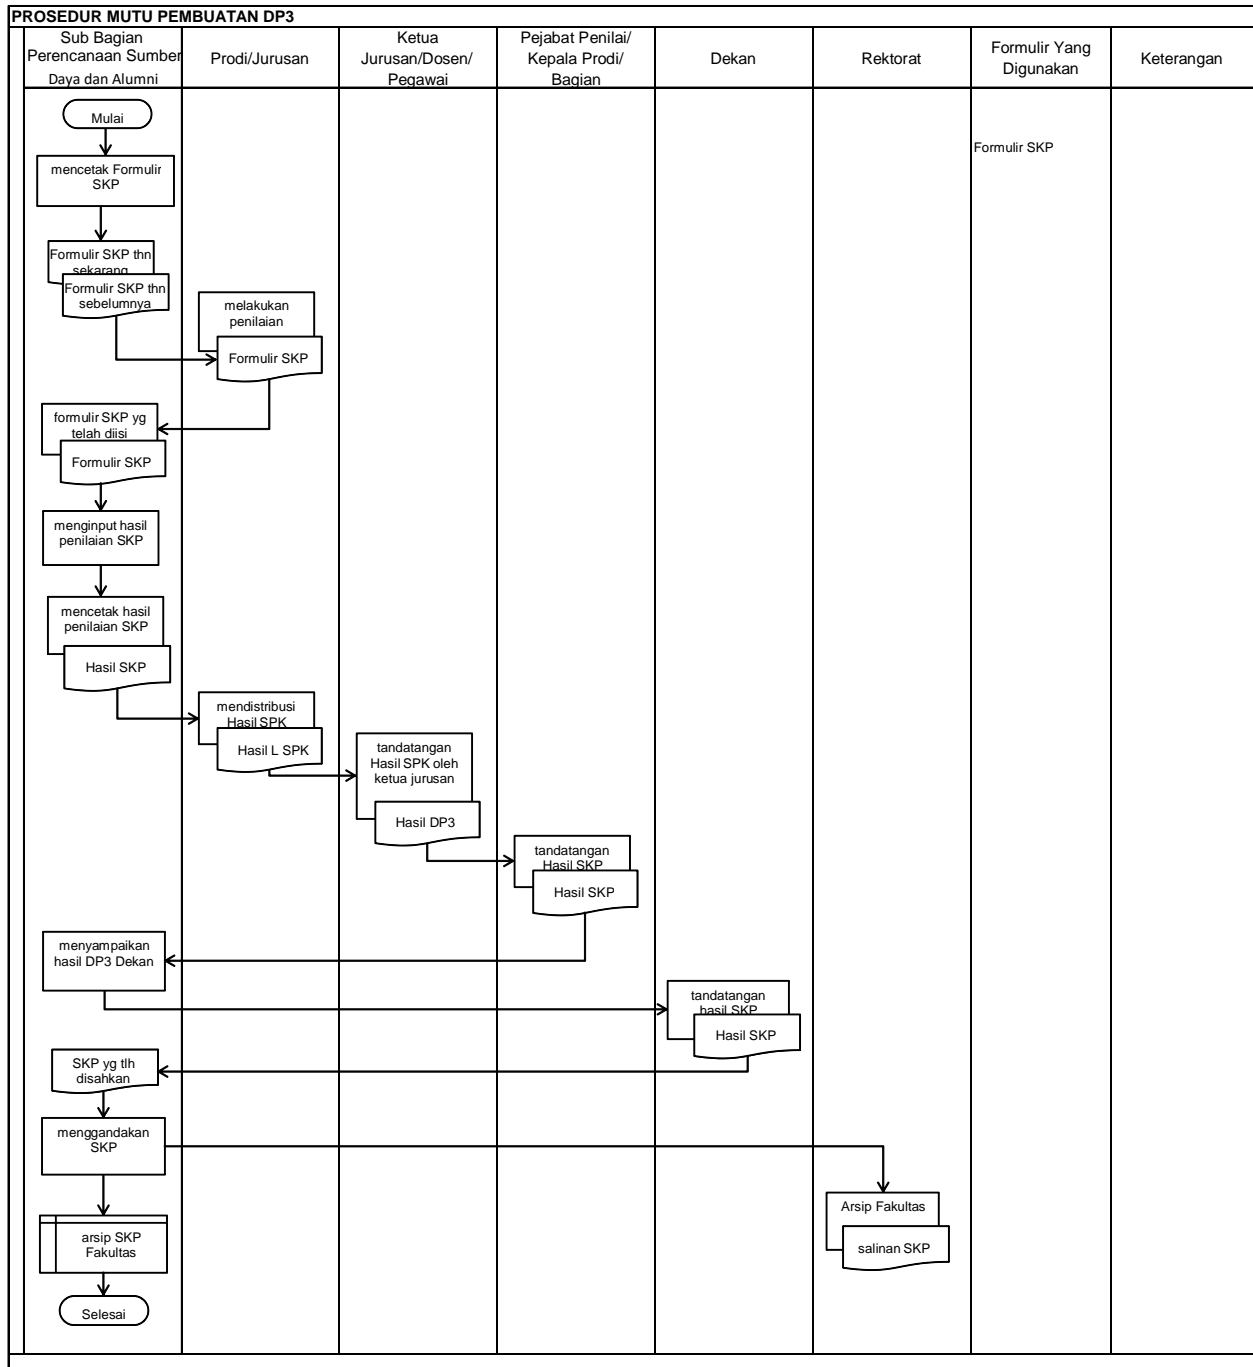 PROSEDUR MUTU PEMBUATAN DP3
Sub Bagian
Perencanaan Sumber
Daya dan Alumni
Prodi/Jurusan
Ketua
Jurusan/Dosen/
Pegawai
Pejabat Penilai/
Kepala Prodi/
Bagian
Dekan
Rektorat
Formulir Yang
Digunakan
Keterangan
Mulai
Formulir SKP
mencetak Formulir
SKP
Formulir SKP thn
sekarang
Formulir SKP thn
sebelumnya
melakukan
penilaian
Formulir SKP
formulir SKP yg
telah diisi
Formulir SKP
menginput hasil
penilaian SKP
mencetak hasil
penilaian SKP
Hasil SKP
mendistribusi
Hasil SPK
Hasil L SPK
tandatangan
Hasil SPK oleh
ketua jurusan
Hasil DP3
tandatangan
Hasil SKP
Hasil SKP
menyampaikan
hasil DP3 Dekan
tandatangan
hasil SKP
Hasil SKP
SKP yg tlh
disahkan
menggandakan
SKP
Arsip Fakultas
salinan SKP
arsip SKP
Fakultas
Selesai